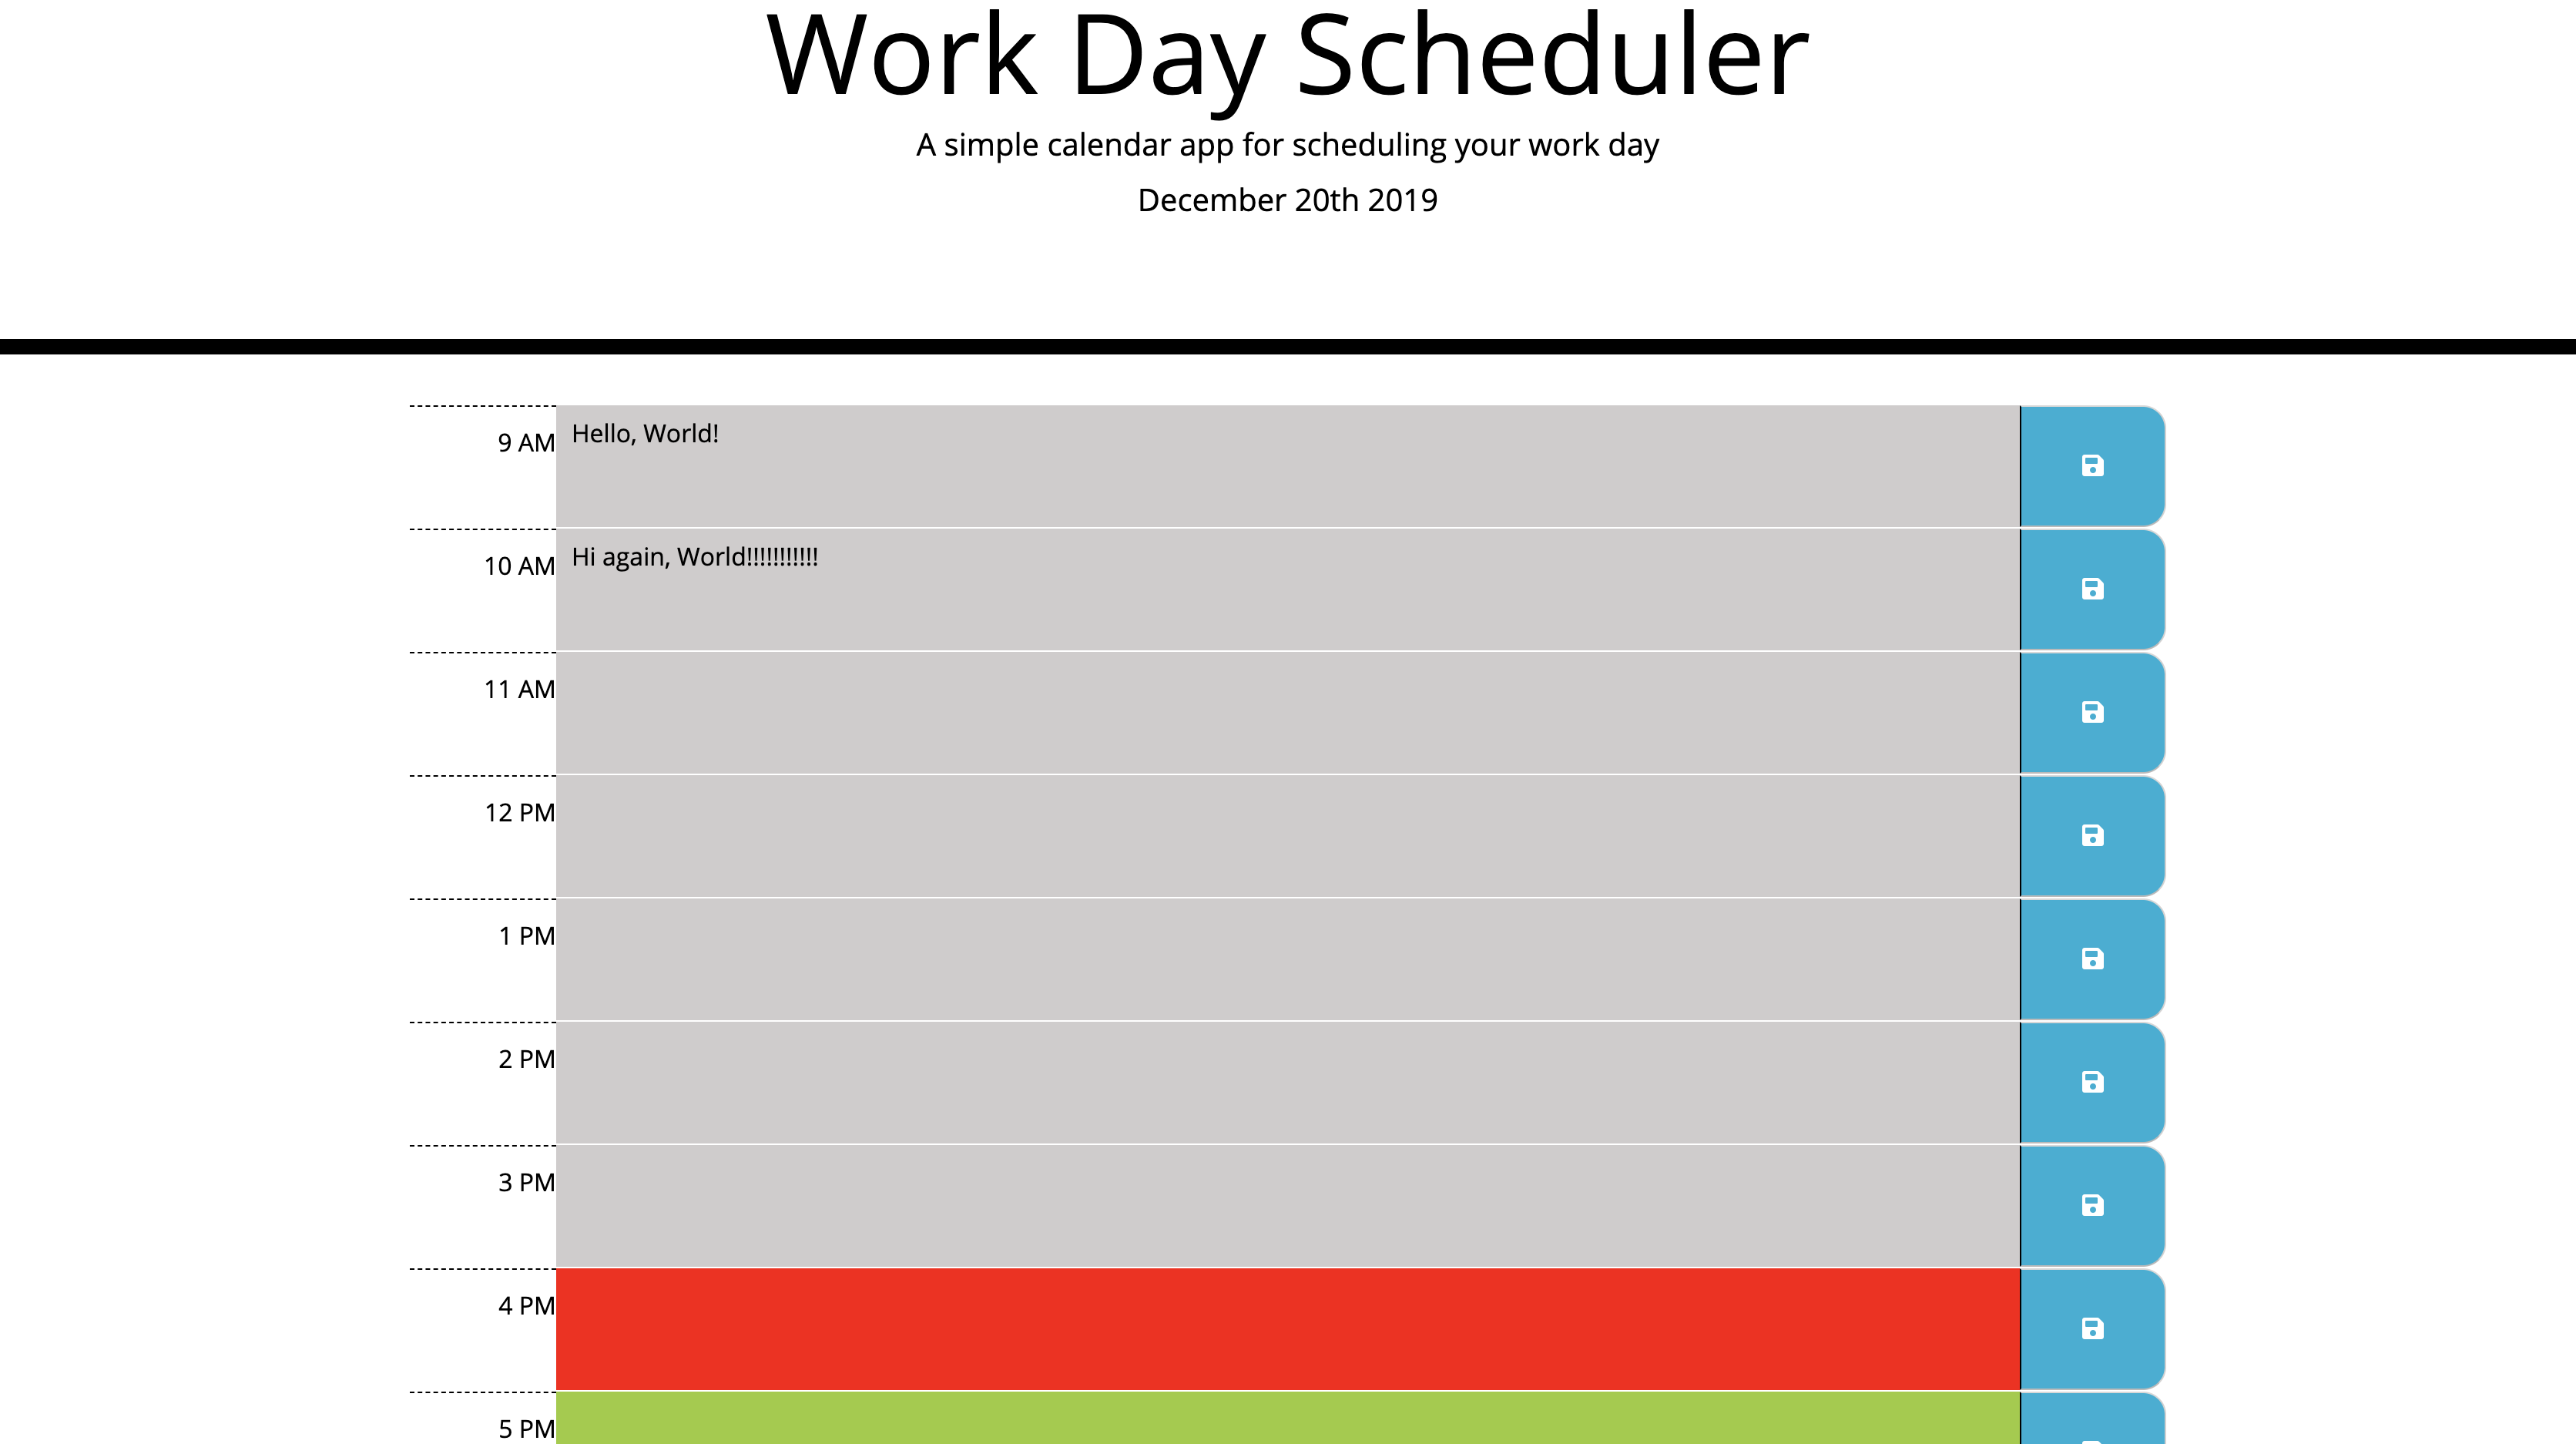 Work Day Scheduler
A simple calendar app for scheduling your work day
December 20th 2019
9 AM Hello, World!
10 AM Hi again, World!!!!!!!!!!!
11 AM
12 PM
1 PM
2 PM
3 PM
4 PM
5 PM